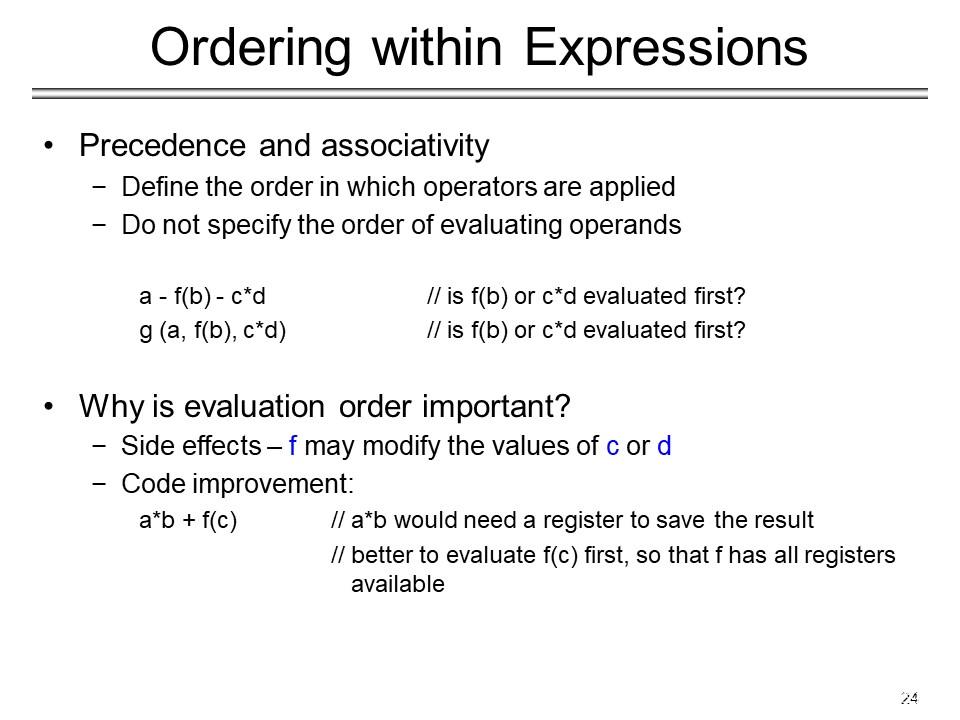 Ordering within Expressions
• Precedence and associativity
− Define the order in which operators are applied
− Do not specify the order of evaluating operands
a - f(b) - c*d // is f(b) or c*d evaluated first?
g (a, f(b), c*d) // is f(b) or c*d evaluated first?
• Why is evaluation order important?
− Side effects – f may modify the values of c or d
− Code improvement:
a*b + f(c) // a*b would need a register to save the result
// better to evaluate f(c) first, so that f has all registers
available
24